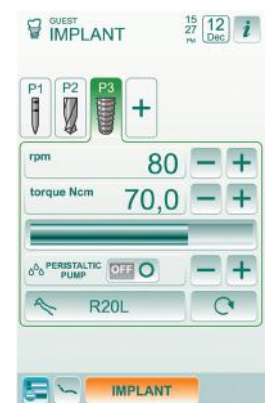 GUEST
IMPLANT
15
27
PM
12
Dec
i
P1
P2
P3
+
rpm
80
- +
torque Ncm
70,0
- +
PERISTALTIC
PUMP
OFF
- +
R20L
IMPLANT